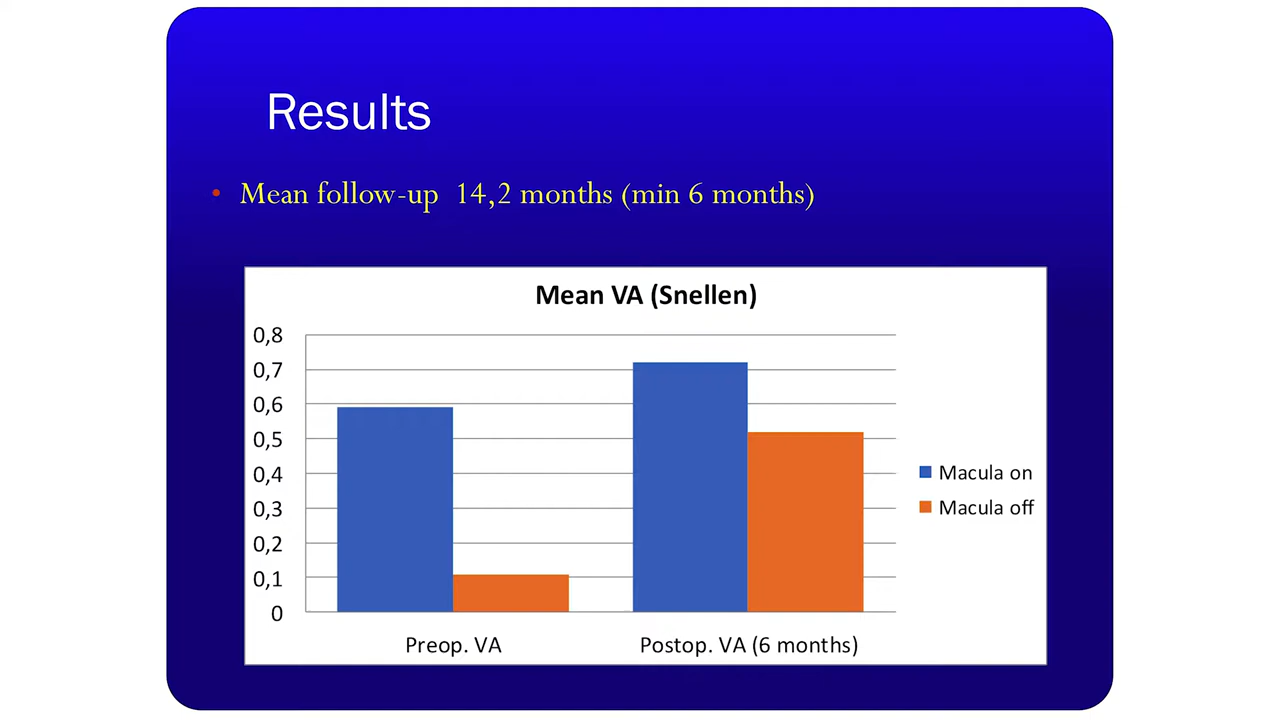 Results
• Mean follow-up 14,2 months (min 6 months)
Mean VA (Snellen)
0,8
0,7
0,6
0,5
0,4
0,3
0,2
0,1
0
Macula on
Macula off
Preop. VA
Postop. VA (6 months)